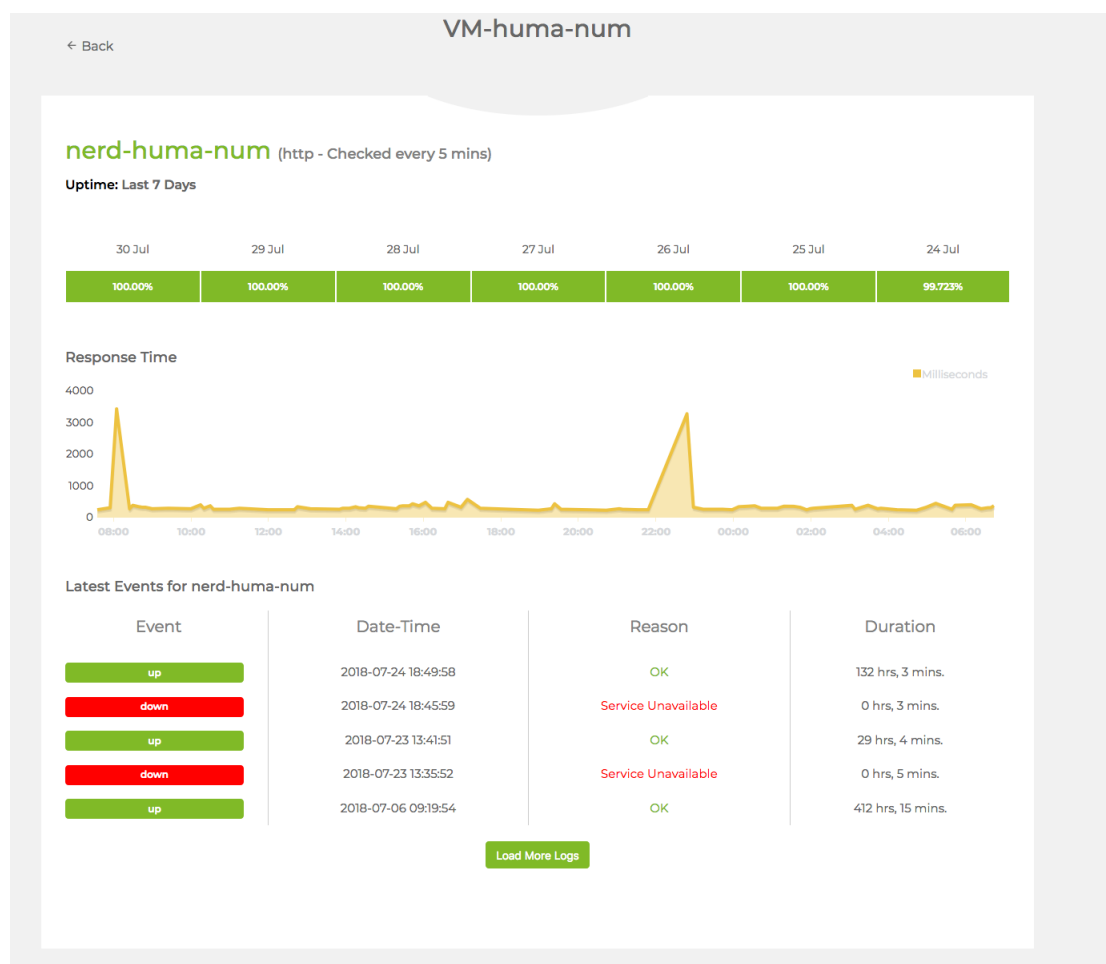 VM-huma-num
← Back
nerd-huma-num (http - Checked every 5 mins)
Uptime: Last 7 Days
30 Jul 29 Jul 28 Jul 27 Jul 26 Jul 25 Jul 24 Jul
100.00% 100.00% 100.00% 100.00% 100.00% 100.00% 99.723%
Response Time
Milliseconds
4000
3000
2000
1000
0
08:00 10:00 12:00 14:00 16:00 18:00 20:00 22:00 00:00 02:00 04:00 06:00
Latest Events for nerd-huma-num
Event Date-Time Reason Duration
up 2018-07-24 18:49:58 OK 132 hrs, 3 mins.
down 2018-07-24 18:45:59 Service Unavailable 0 hrs, 3 mins.
up 2018-07-23 13:41:51 OK 29 hrs, 4 mins.
down 2018-07-23 13:35:52 Service Unavailable 0 hrs, 5 mins.
up 2018-07-06 09:19:54 OK 412 hrs, 15 mins.
Load More Logs